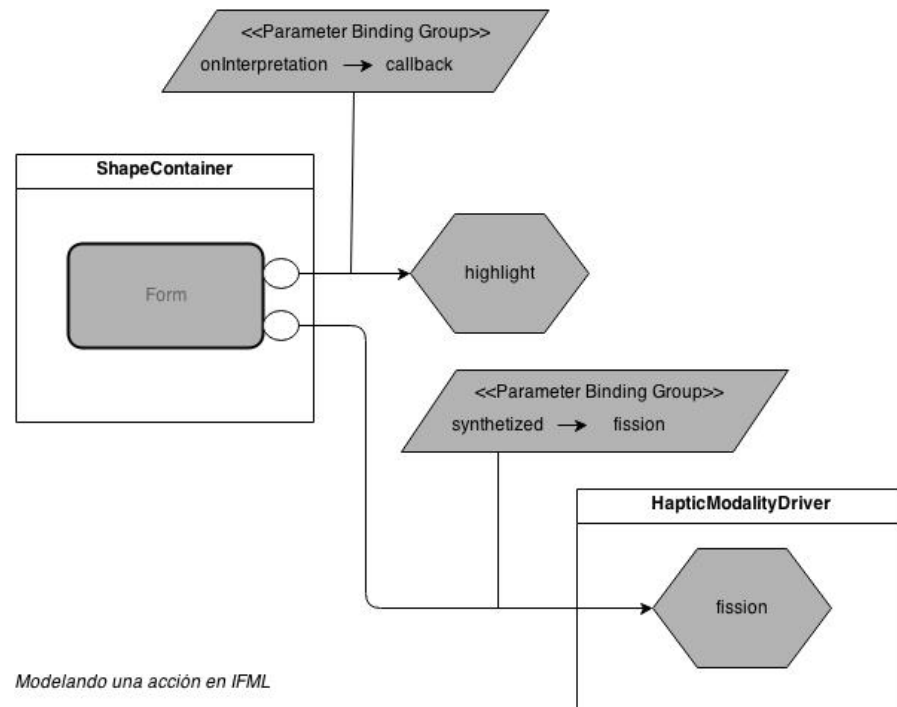 <<Parameter Binding Group>>
onInterpretation → callback
ShapeContainer
Form
highlight
<<Parameter Binding Group>>
synthetized → fission
HapticModalityDriver
fission
Modelando una acción en IFML